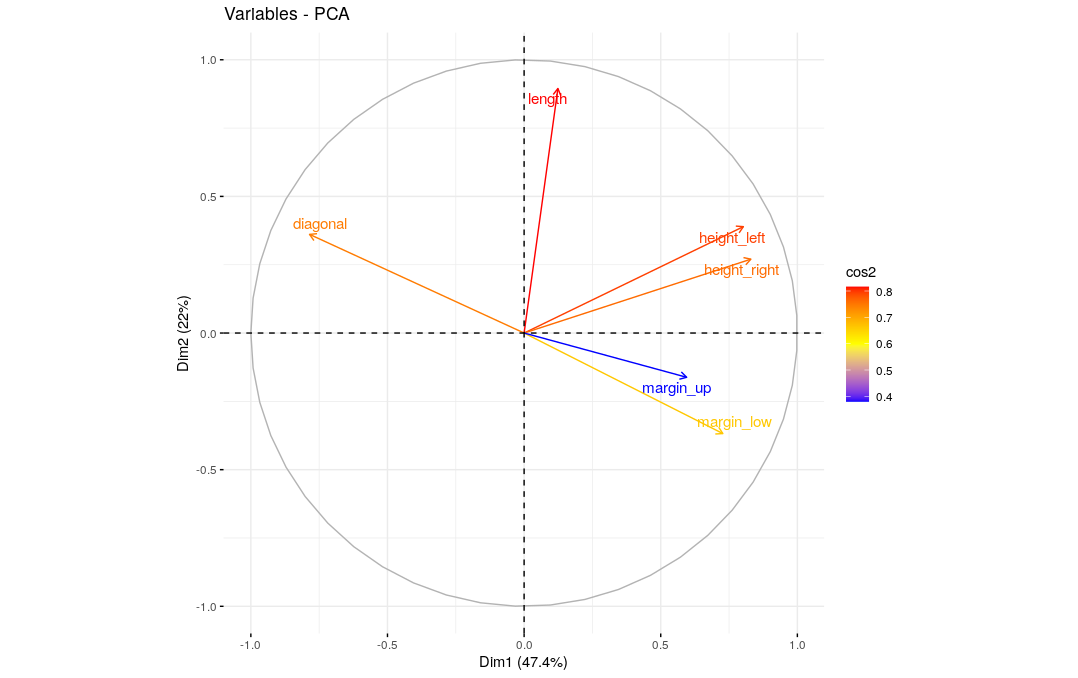 Variables - PCA
1.0
0.5
0.0
-0.5
-1.0
Dim2 (22%)
length
diagonal
height_left
height_right
margin_up
margin_low
-1.0
-0.5
0.0
0.5
1.0
Dim1 (47.4%)
cos2
0.8
0.7
0.6
0.5
0.4